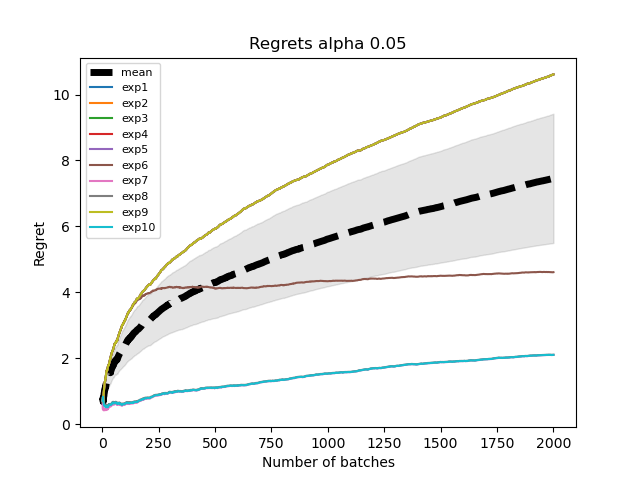 Regrets alpha 0.05
mean
exp1
exp2
exp3
exp4
exp5
exp6
exp7
exp8
exp9
exp10
10
8
6
4
2
0
Regret
0 250 500 750 1000 1250 1500 1750 2000
Number of batches